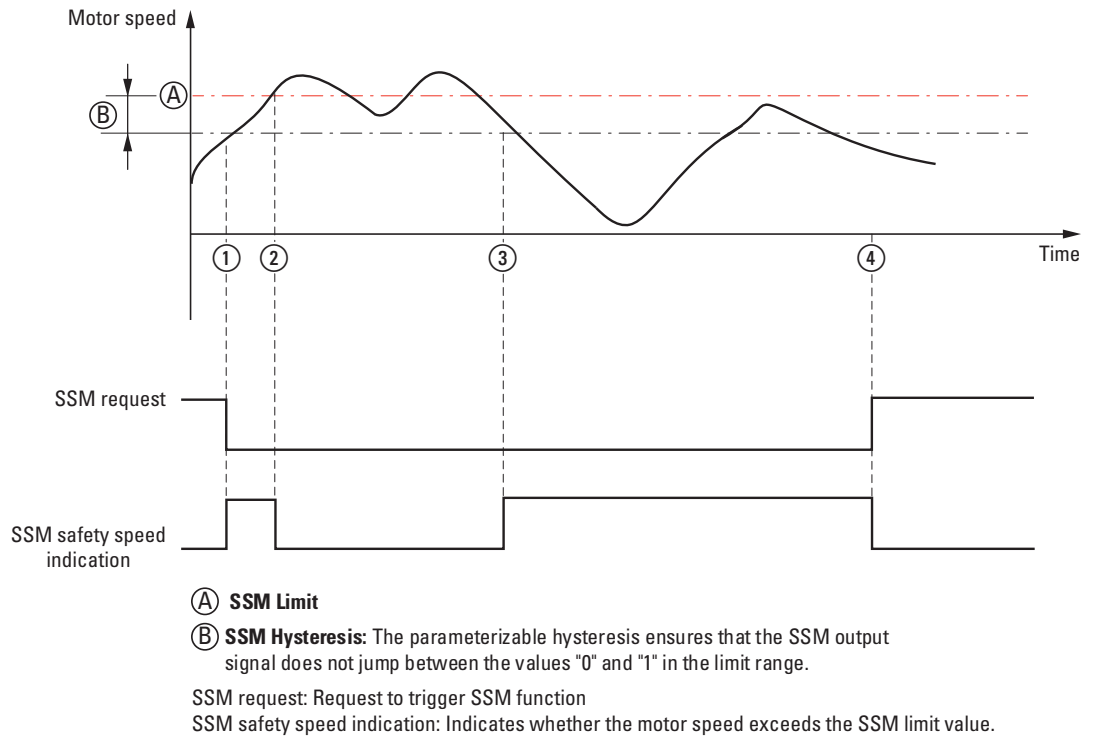 Motor speed
Ⓐ
Ⓑ
① ② ③ ④
Time
SSM request
SSM safety speed
indication
Ⓐ SSM Limit
Ⓑ SSM Hysteresis: The parameterizable hysteresis ensures that the SSM output
signal does not jump between the values "0" and "1" in the limit range.
SSM request: Request to trigger SSM function
SSM safety speed indication: Indicates whether the motor speed exceeds the SSM limit value.